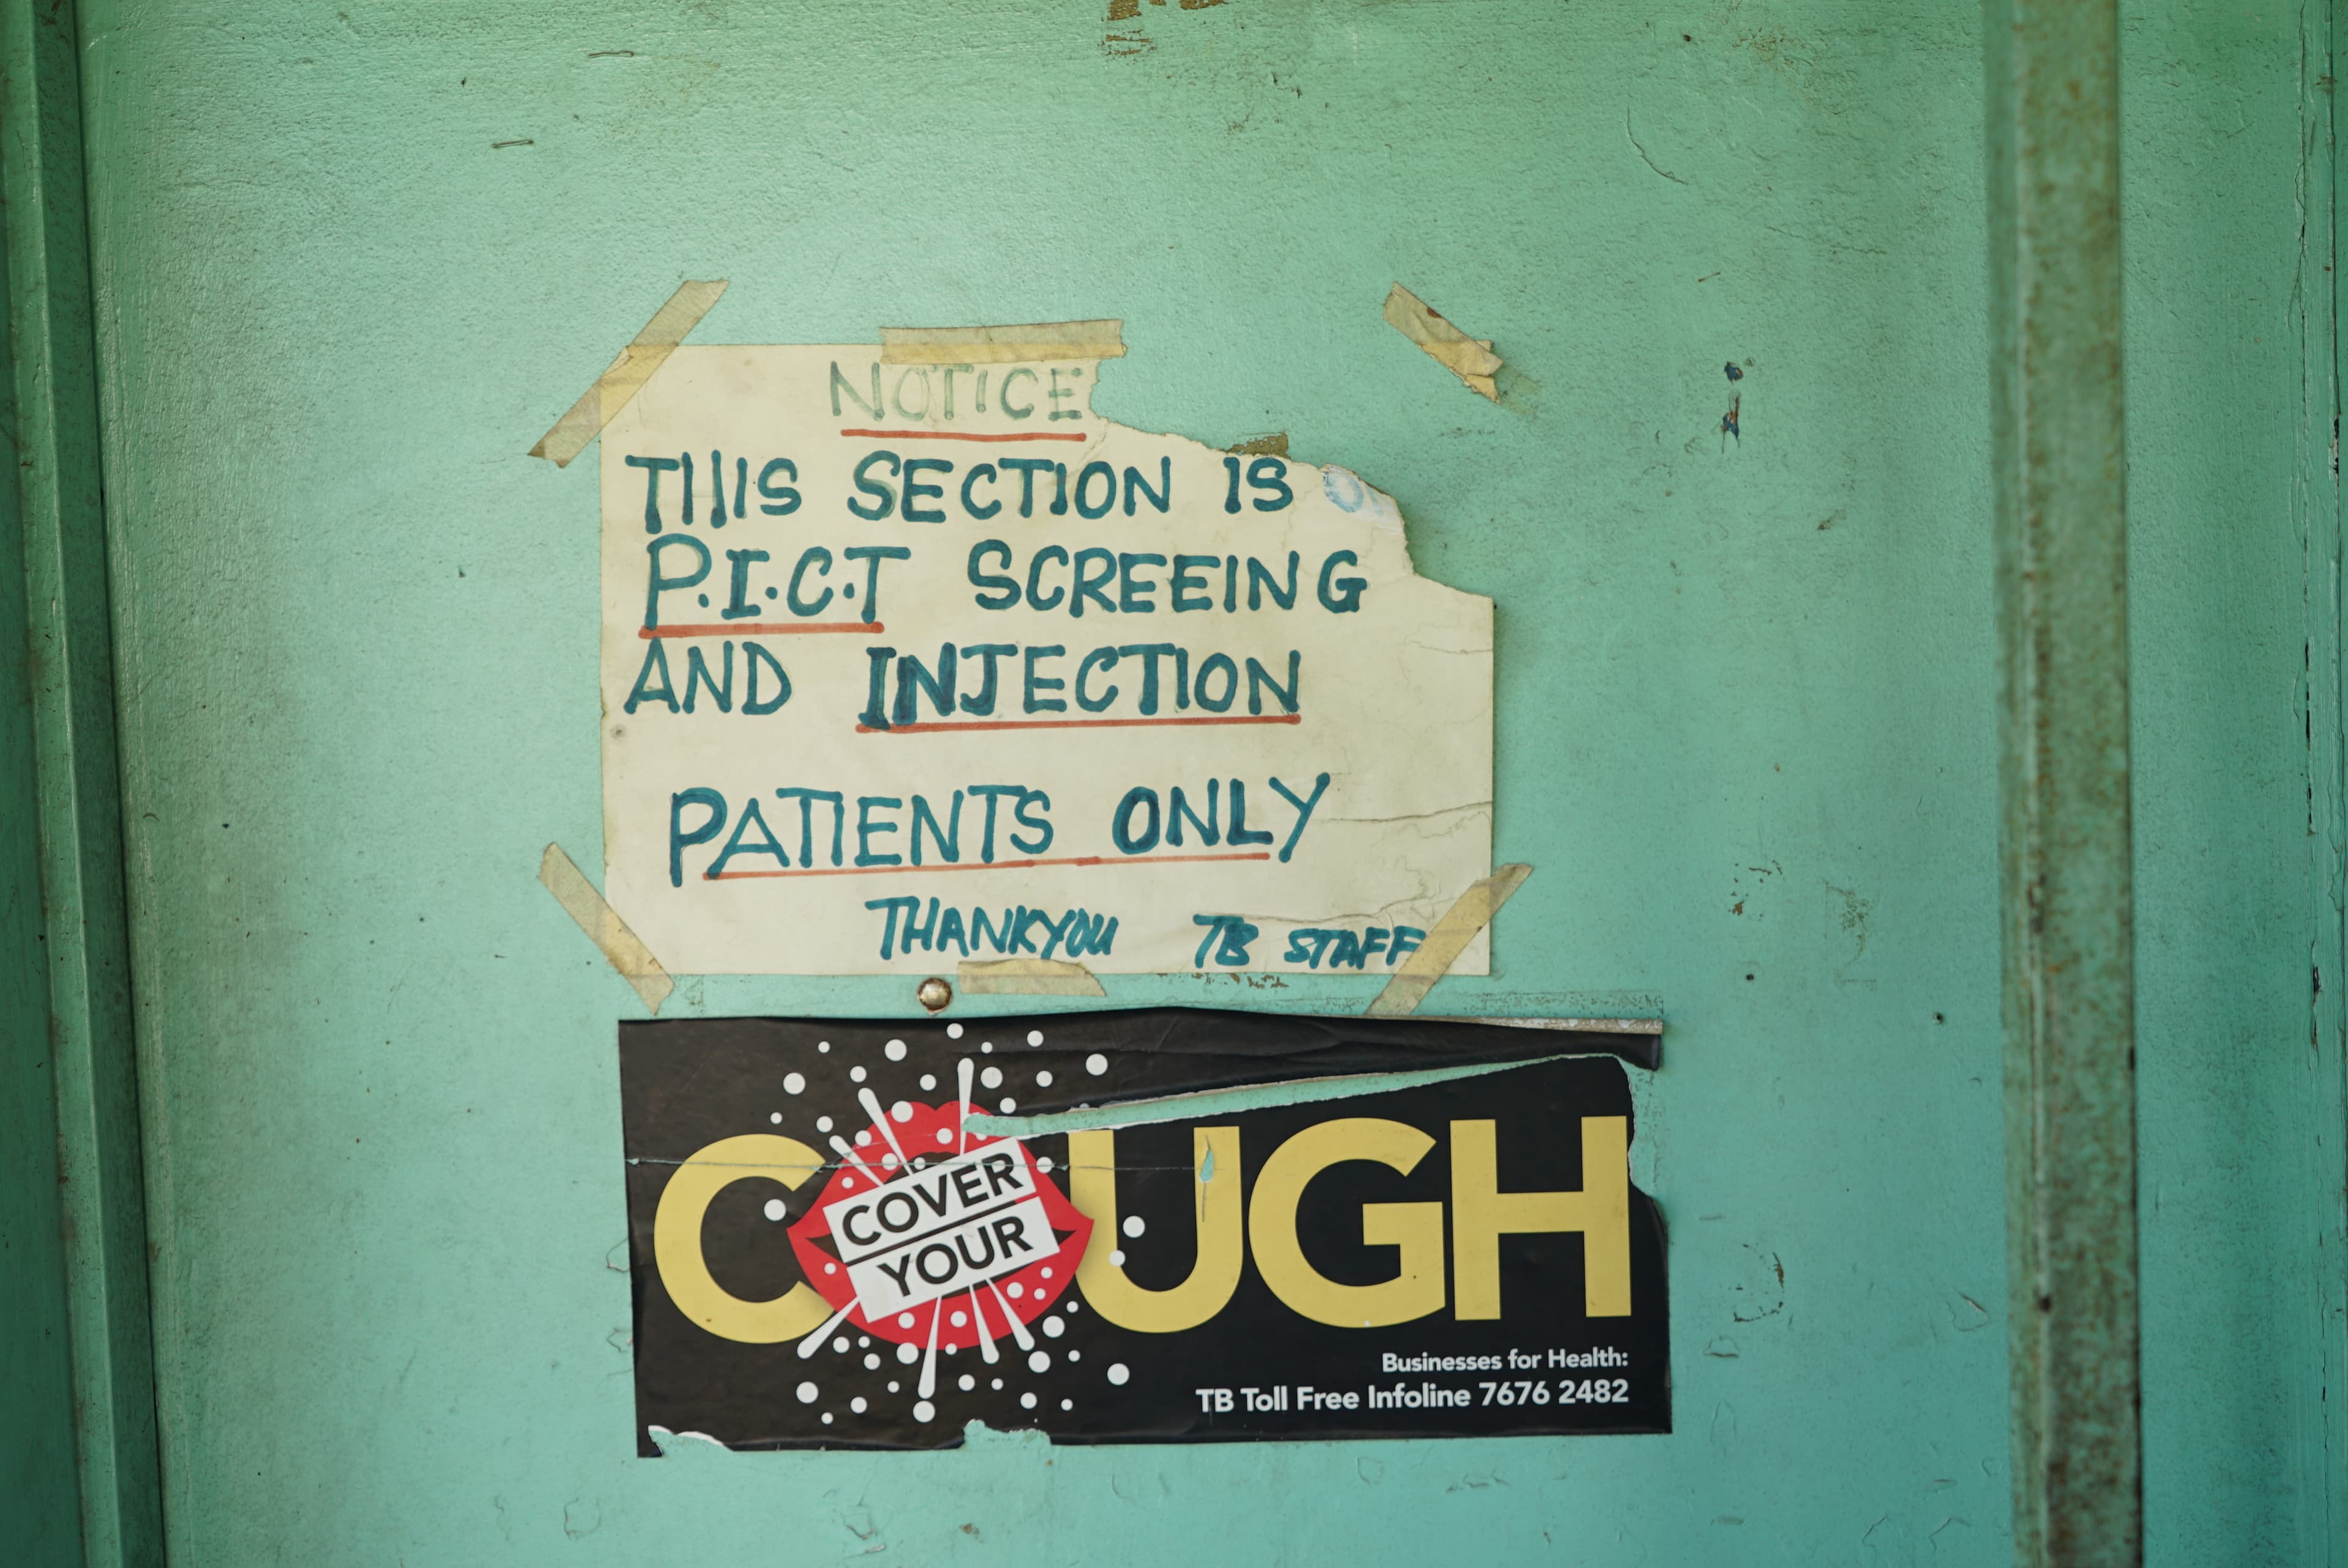 NOTICE
THIS SECTION IS
P.I.C.T SCREEING
AND INJECTION
PATIENTS ONLY
THANKYOU TB STAFF
COVER
YOUR
COUGH
Businesses for Health:
TB Toll Free Infoline 7676 2482